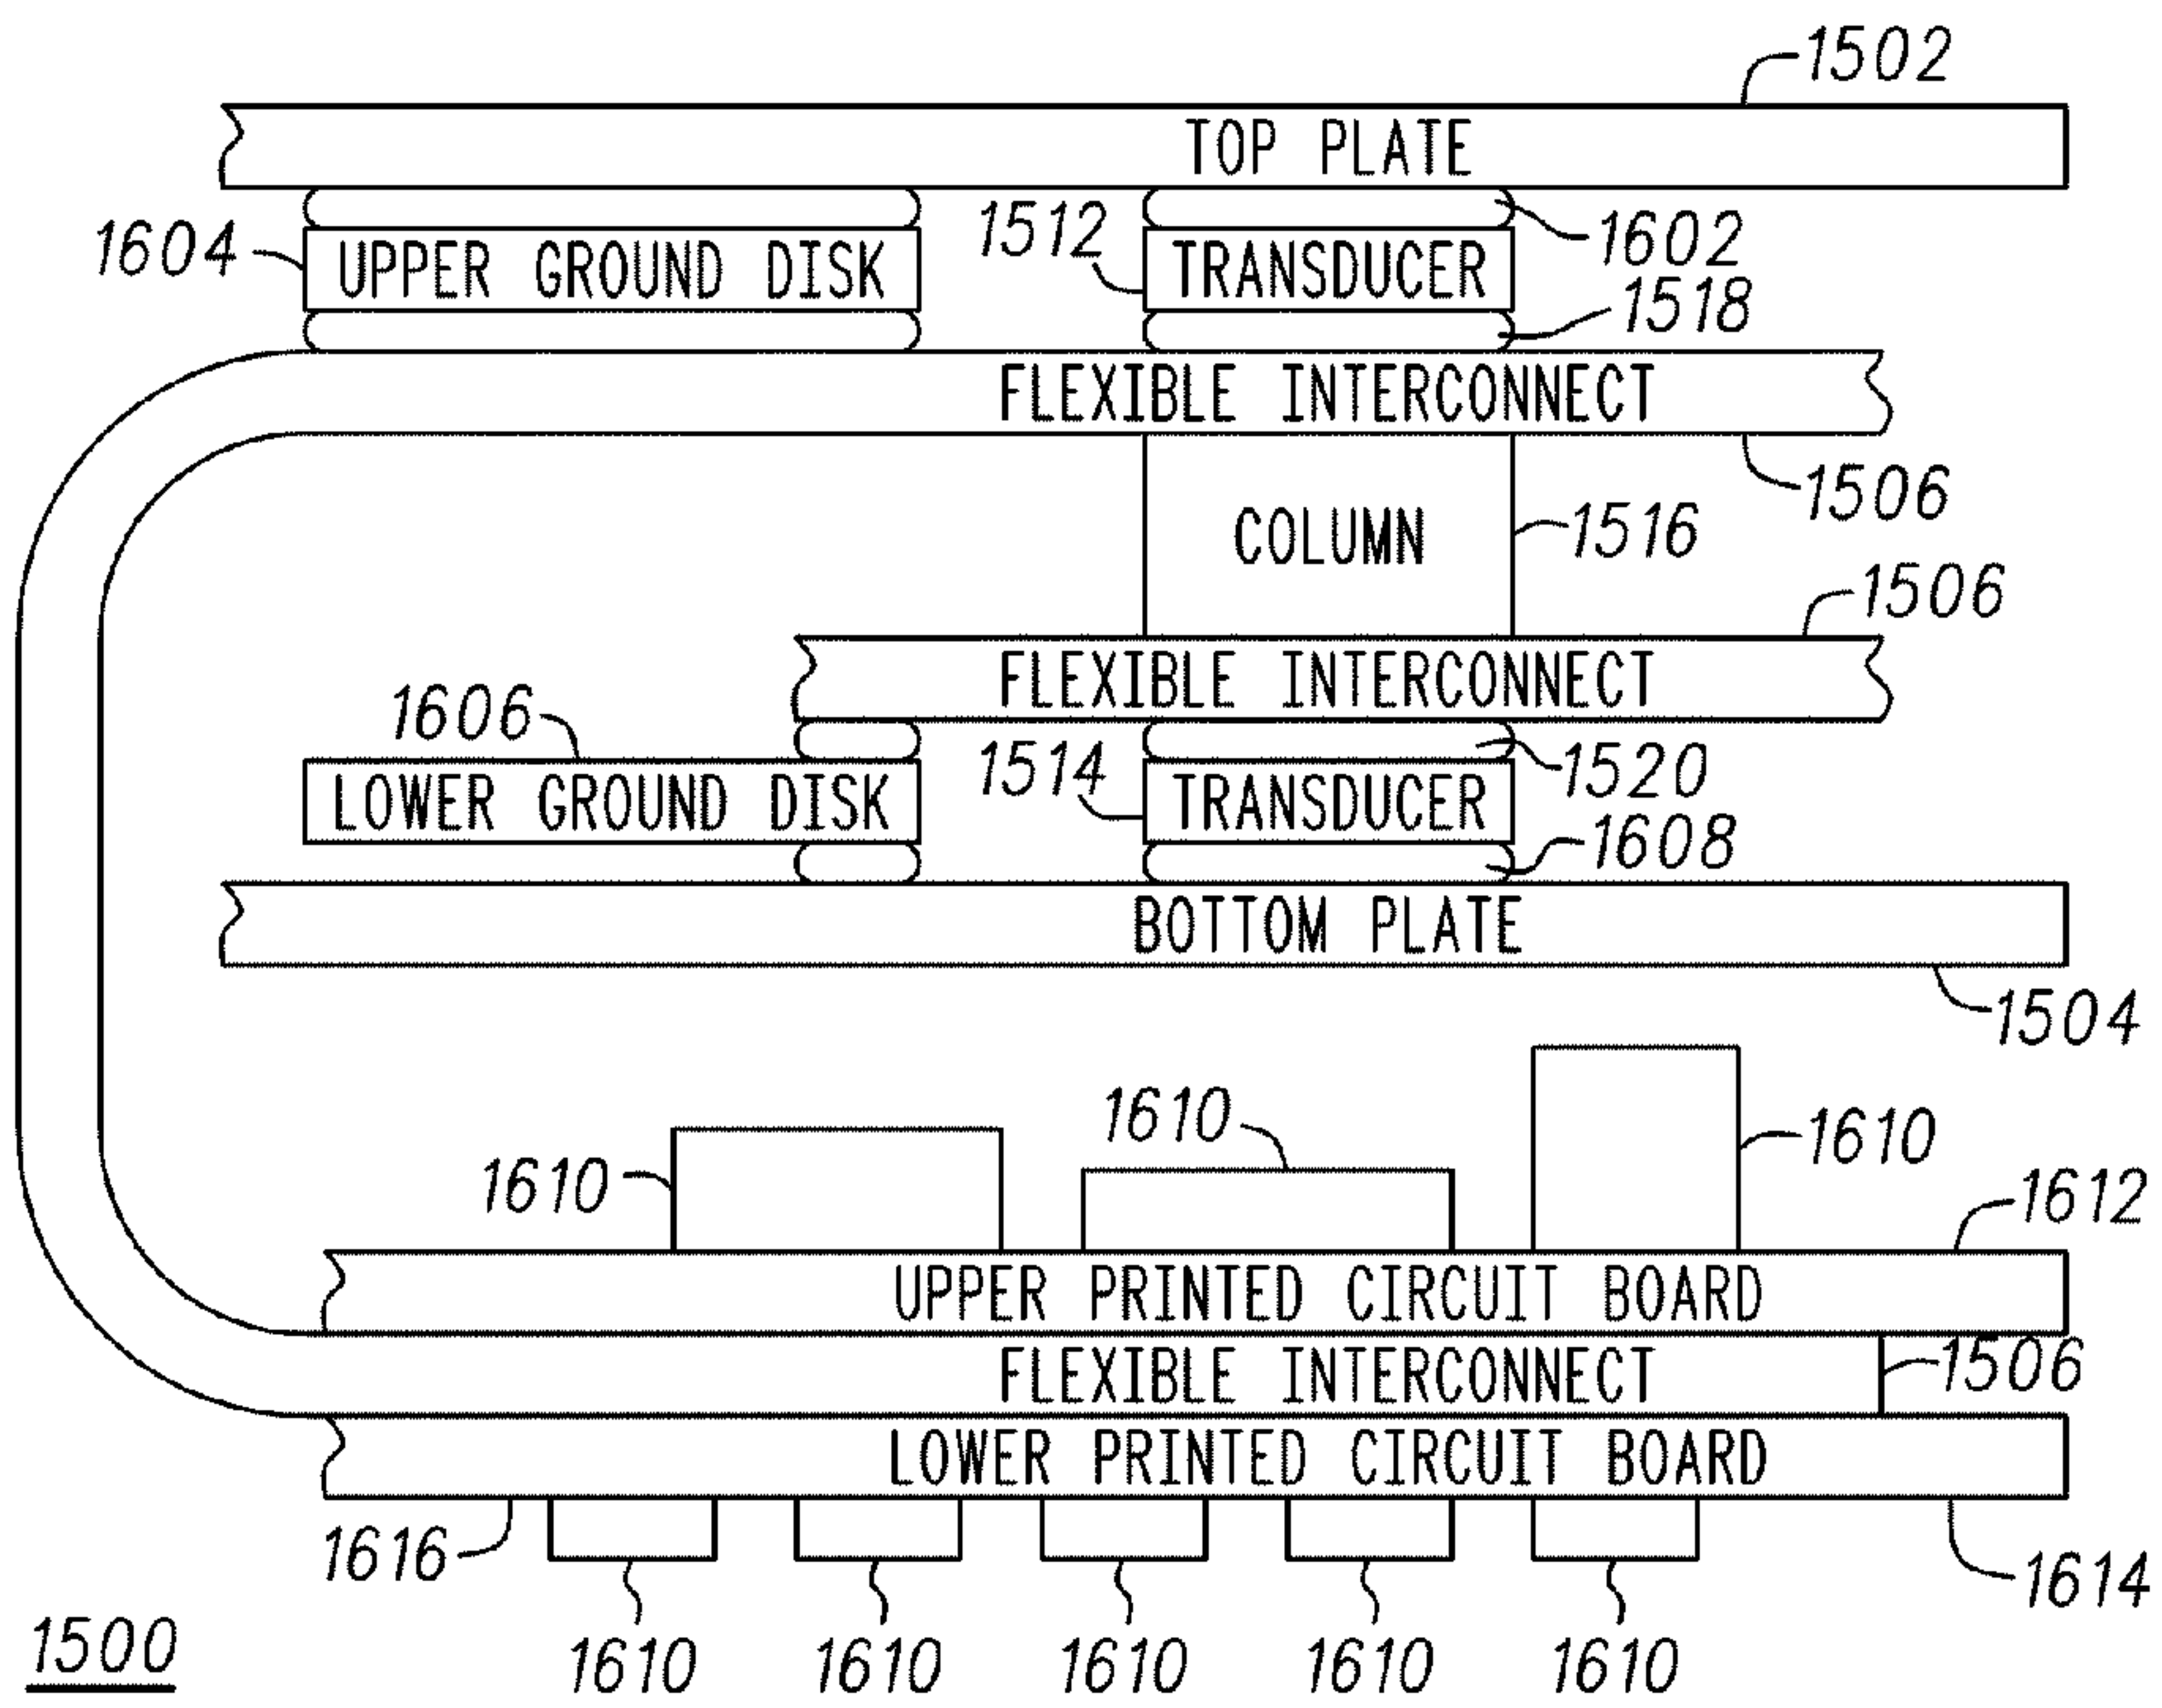 1502
TOP PLATE
1604
UPPER GROUND DISK
1512
TRANSDUCER
1602
1518
FLEXIBLE INTERCONNECT
1506
COLUMN
1516
1506
FLEXIBLE INTERCONNECT
1606
LOWER GROUND DISK
1514
TRANSDUCER
1520
1608
BOTTOM PLATE
1504
1610
1610
1610
1612
UPPER PRINTED CIRCUIT BOARD
FLEXIBLE INTERCONNECT
1506
LOWER PRINTED CIRCUIT BOARD
1616
1614
1610 1610 1610 1610 1610
1500